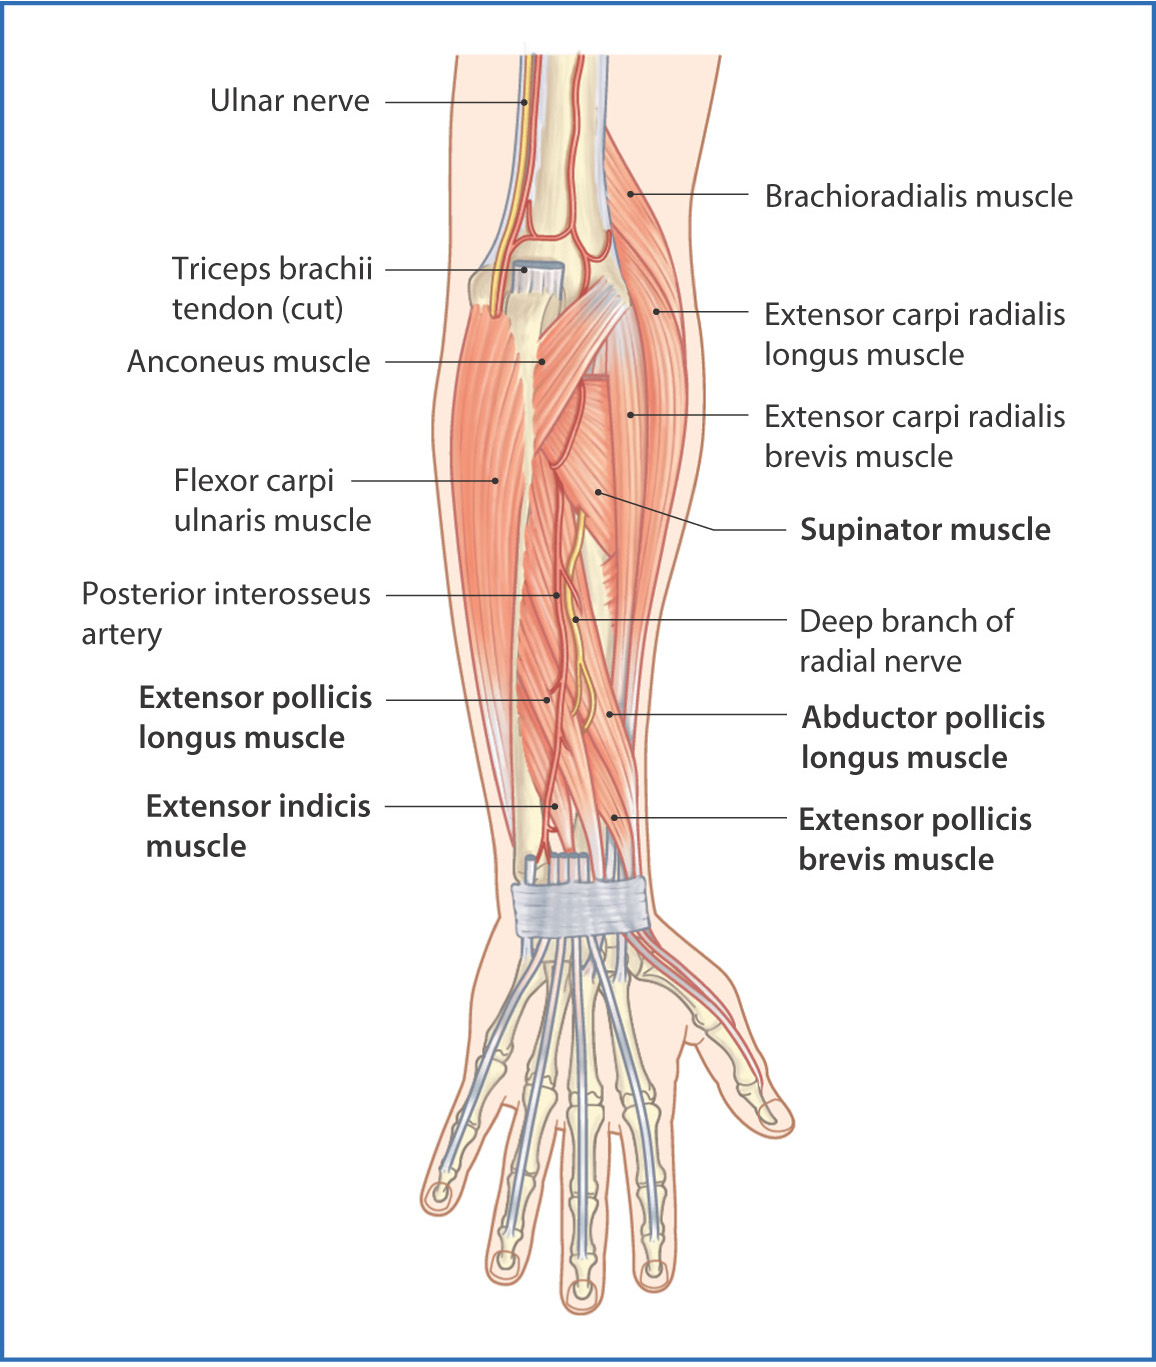 Ulnar nerve
Triceps brachii
tendon (cut)
Anconeus muscle
Flexor carpi
ulnaris muscle
Posterior interosseus
artery
Extensor pollicis
longus muscle
Extensor indicis
muscle
Brachioradialis muscle
Extensor carpi radialis
longus muscle
Extensor carpi radialis
brevis muscle
Supinator muscle
Deep branch of
radial nerve
Abductor pollicis
longus muscle
Extensor pollicis
brevis muscle